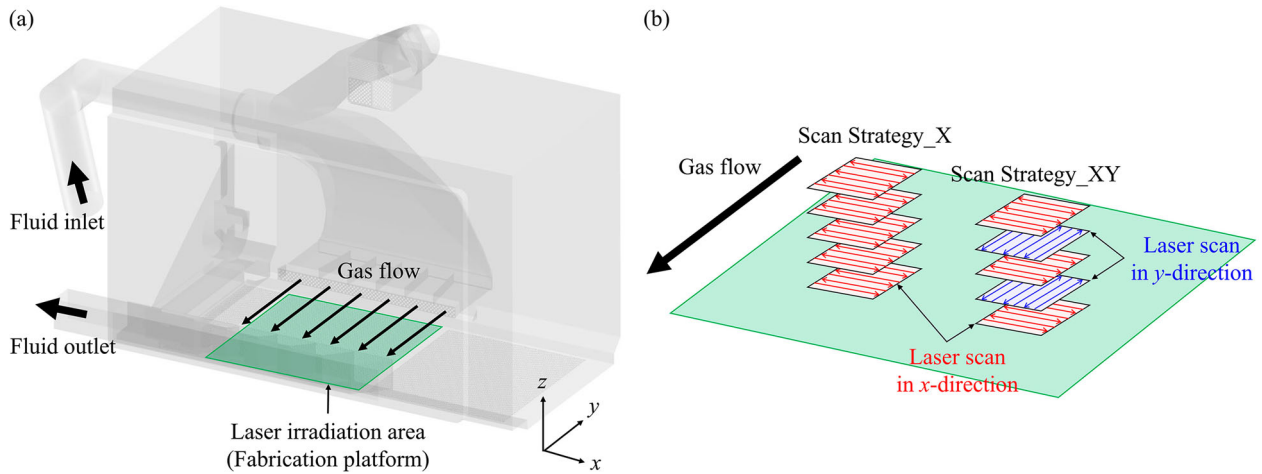 (a)
Fluid inlet
Gas flow
Fluid outlet
Laser irradiation area
(Fabrication platform)
z
y
x
(b)
Scan Strategy_X
Gas flow
Scan Strategy_XY
Laser scan
in y-direction
Laser scan
in x-direction